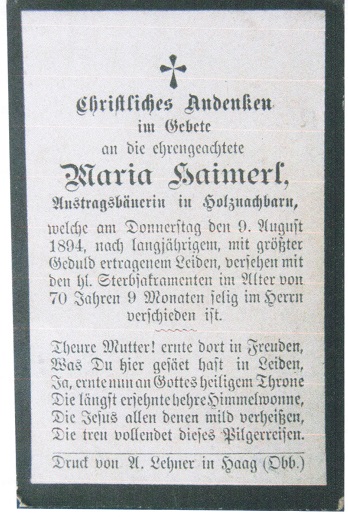 Christliches Andenken
im Gebete
an die ehrengeachtete
Maria Haimerl,
Austragsbäuerin in Holznachbarn,
welche am Donnerstag den 9. August
1894, nach langjährigem, mit größter
Geduld ertragenem Leiden, versehen mit
den hl. Sterbsakramenten im Alter von
70 Jahren 9 Monaten selig im Herrn
verschieden ist.
Theure Mutter! ernte dort in Freuden,
Was Du hier gesäet hast in Leiden,
Ja, ernte nun an Gottes heiligem Throne
Die längst ersehnte hehre Himmelwonne,
Die Jesus allen denen mild verheißen,
Die treu vollendet dieses Pilgerreisen.
Druck von A. Lehner in Haag (Obb.)